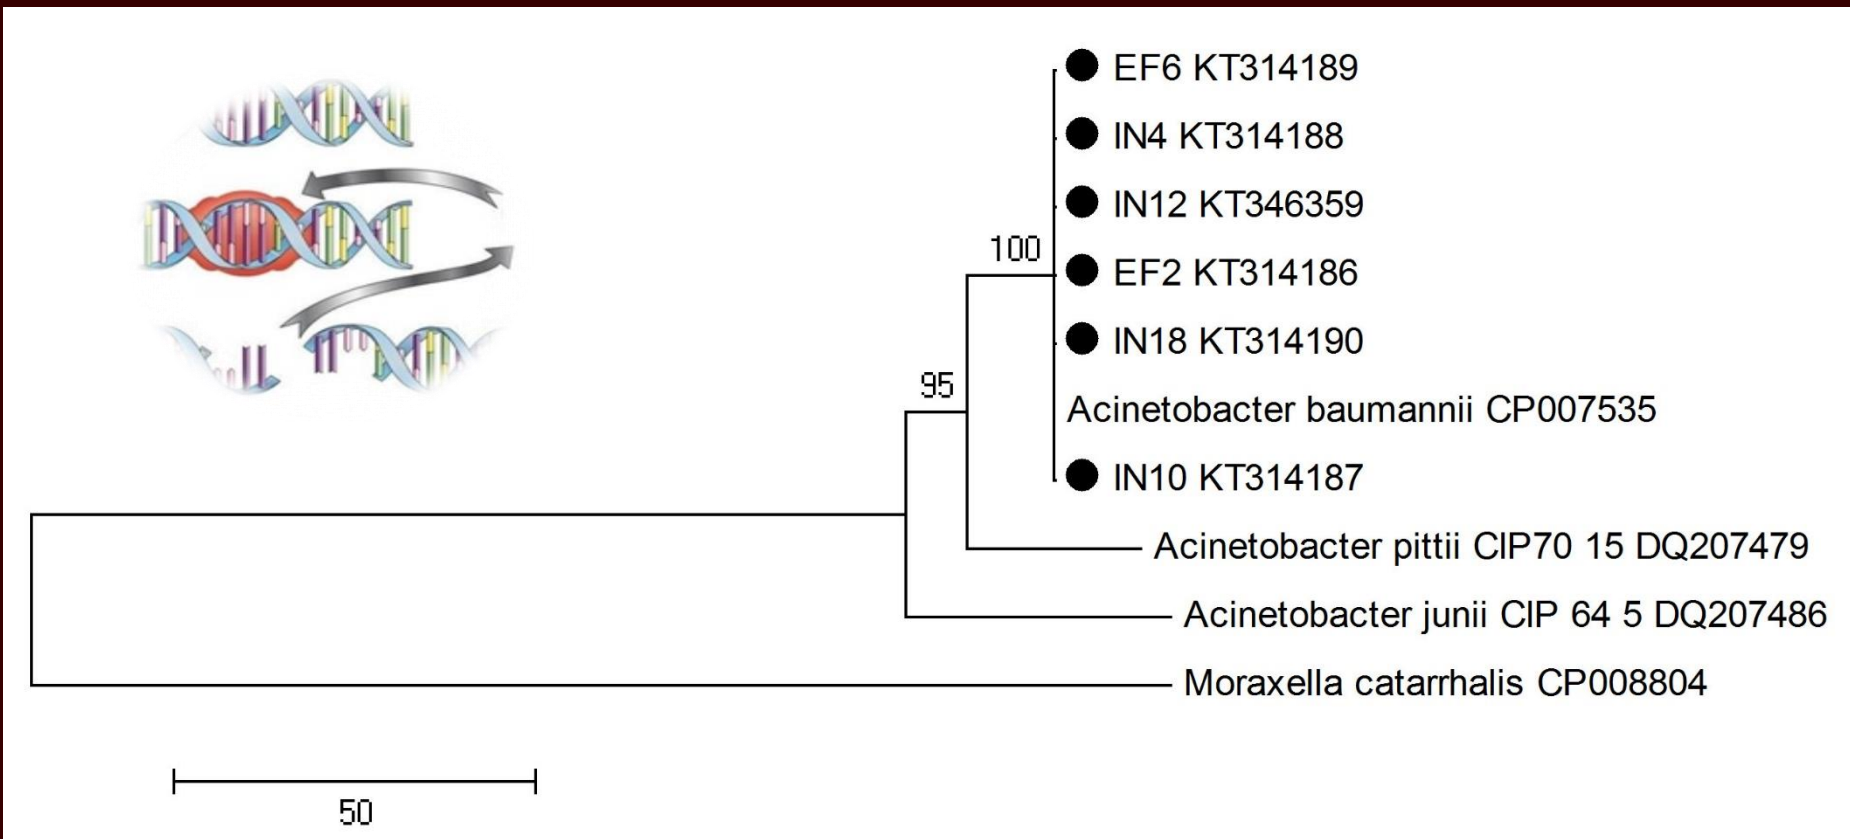 EF6 KT314189
IN4 KT314188
IN12 KT346359
100
EF2 KT314186
IN18 KT314190
95
Acinetobacter baumannii CP007535
IN10 KT314187
Acinetobacter pittii CIP70 15 DQ207479
Acinetobacter junii CIP 64 5 DQ207486
Moraxella catarrhalis CP008804
50